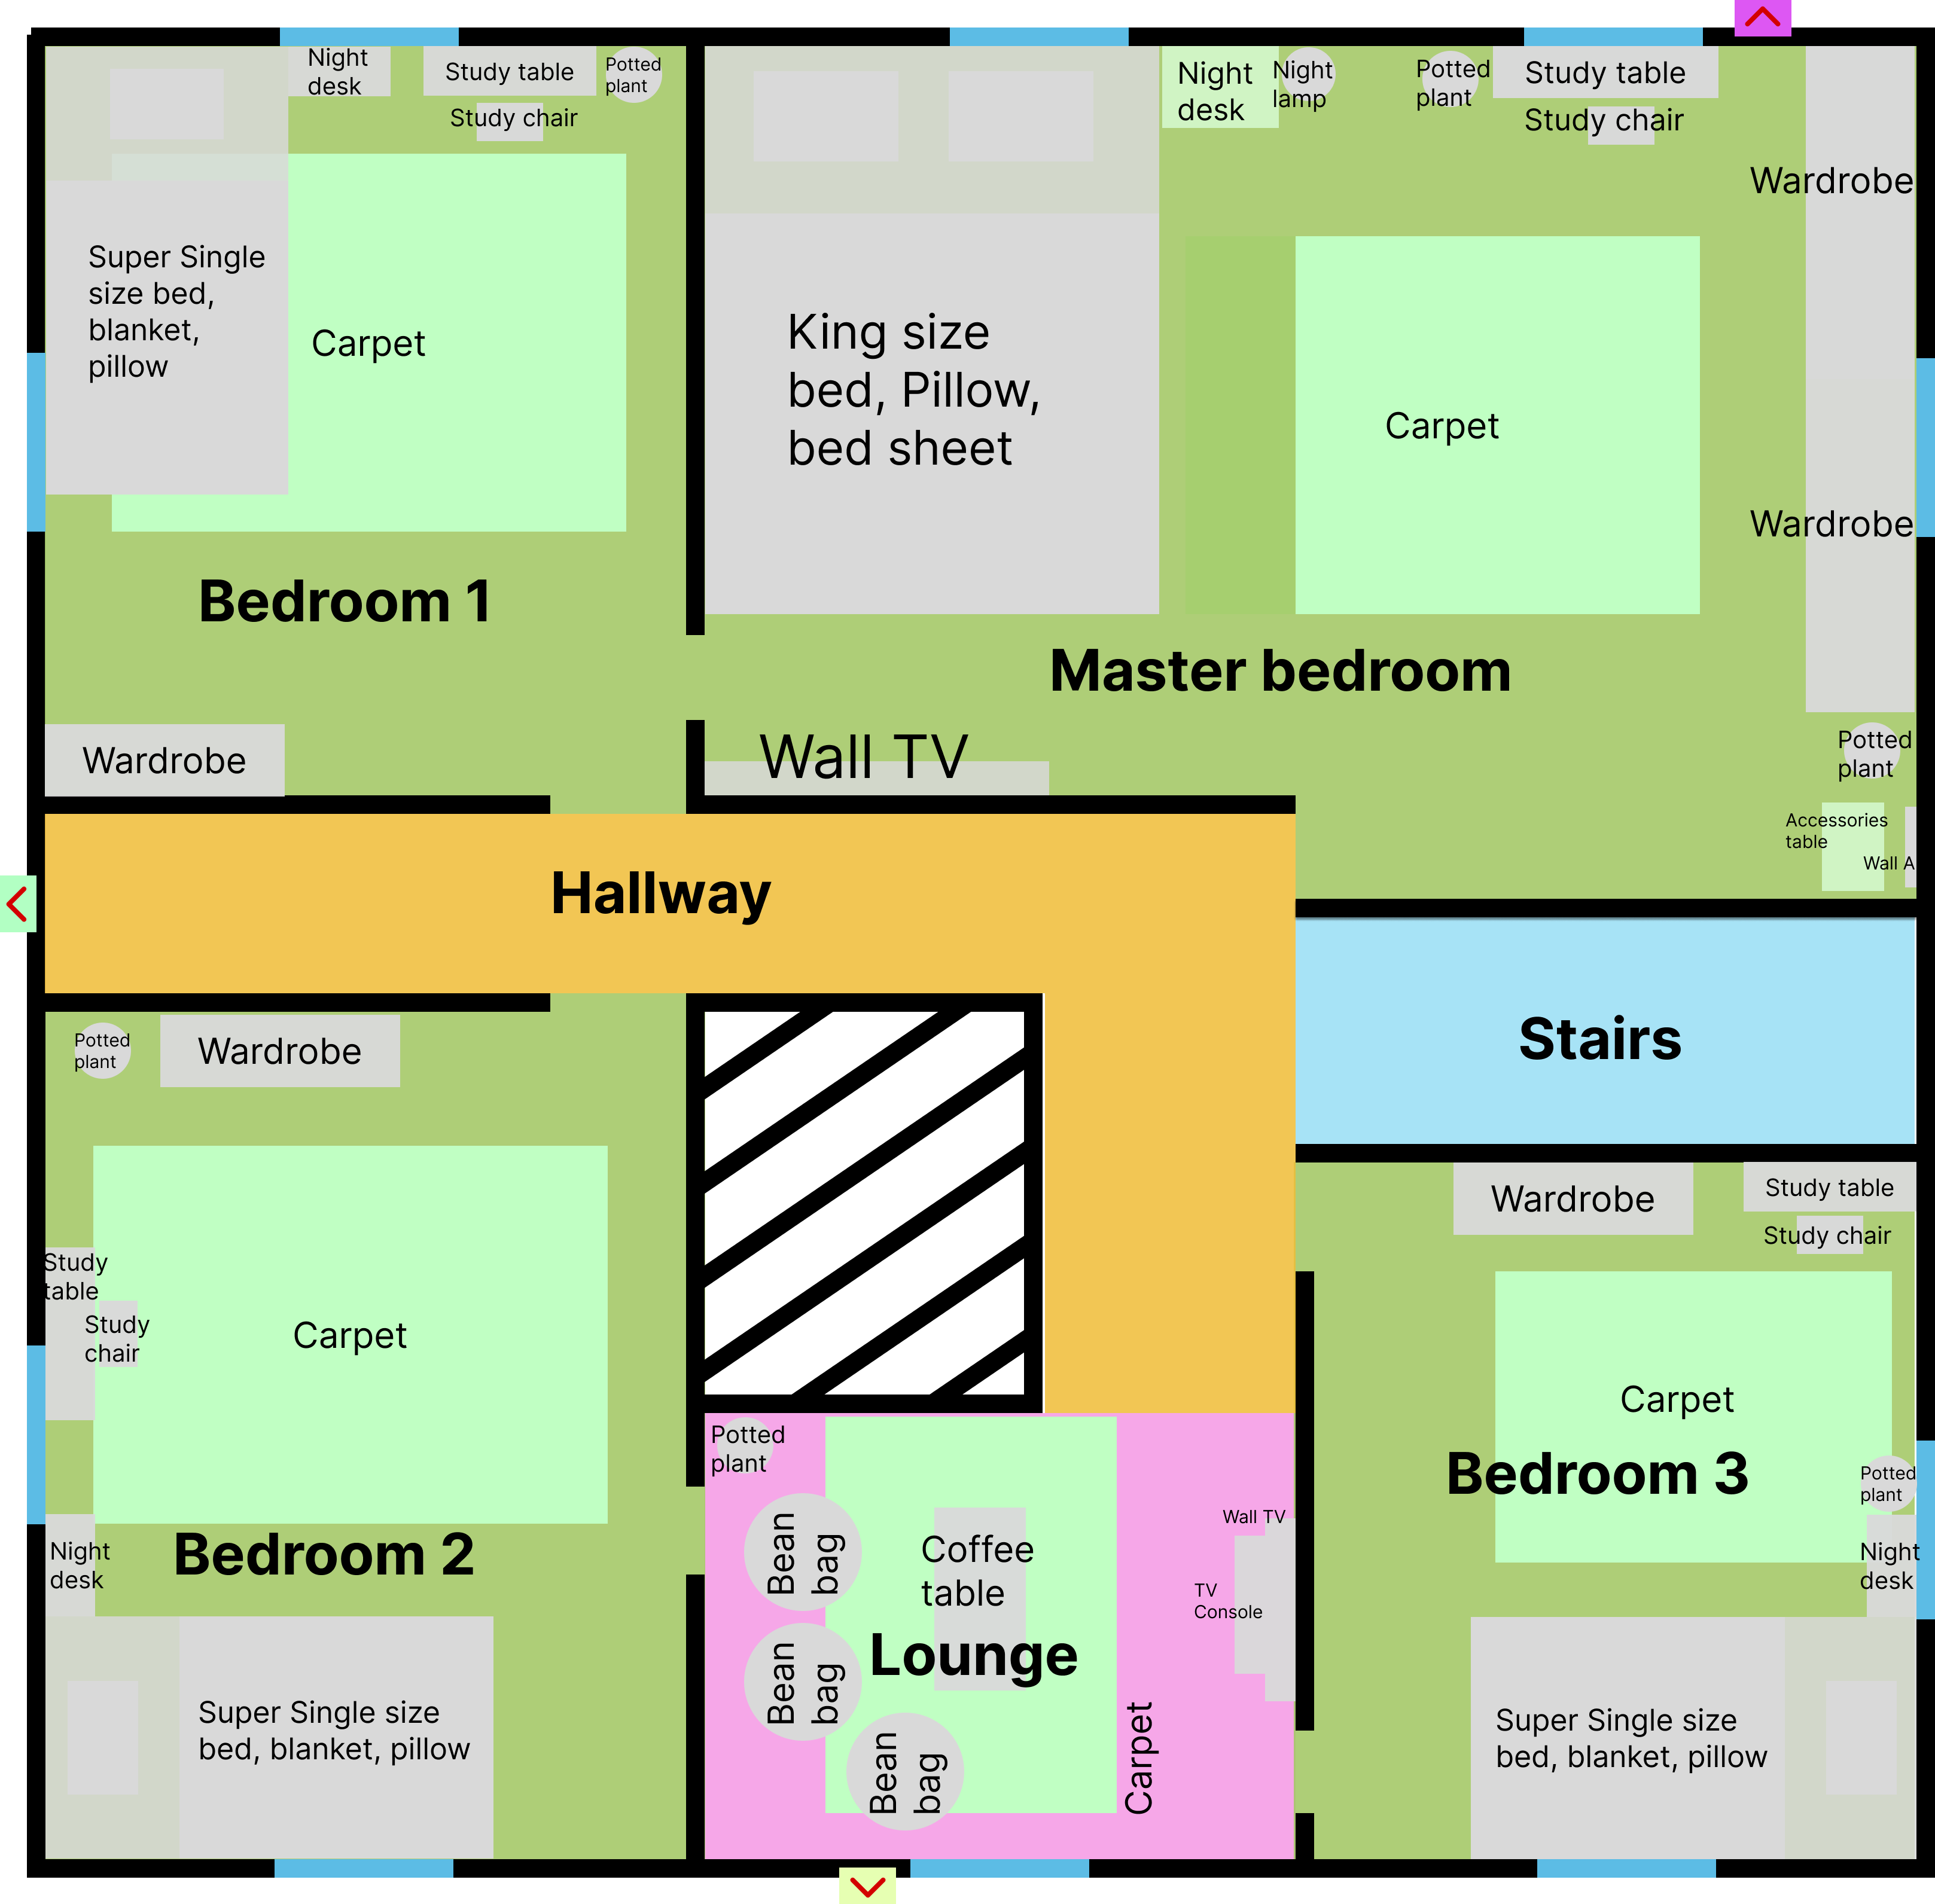 Night
desk
Study table
Potted
plant
Study chair
Super Single
size bed,
blanket,
pillow
Carpet
Bedroom 1
Wardrobe
Night
desk
Night
lamp
Potted
plant
Study table
Study chair
Wardrobe
King size
bed, Pillow,
bed sheet
Carpet
Wardrobe
Master bedroom
Wall TV
Potted
plant
Accessories
table
Wall A
Hallway
Stairs
Potted
plant
Wardrobe
Study
table
Study
chair
Carpet
Night
desk
Bedroom 2
Super Single size
bed, blanket, pillow
Potted
plant
Bean
bag
Coffee
table
Wall TV
TV
Console
Lounge
Bean
bag
Bean
bag
Carpet
Wardrobe
Study table
Study chair
Carpet
Bedroom 3
Potted
plant
Night
desk
Super Single size
bed, blanket, pillow